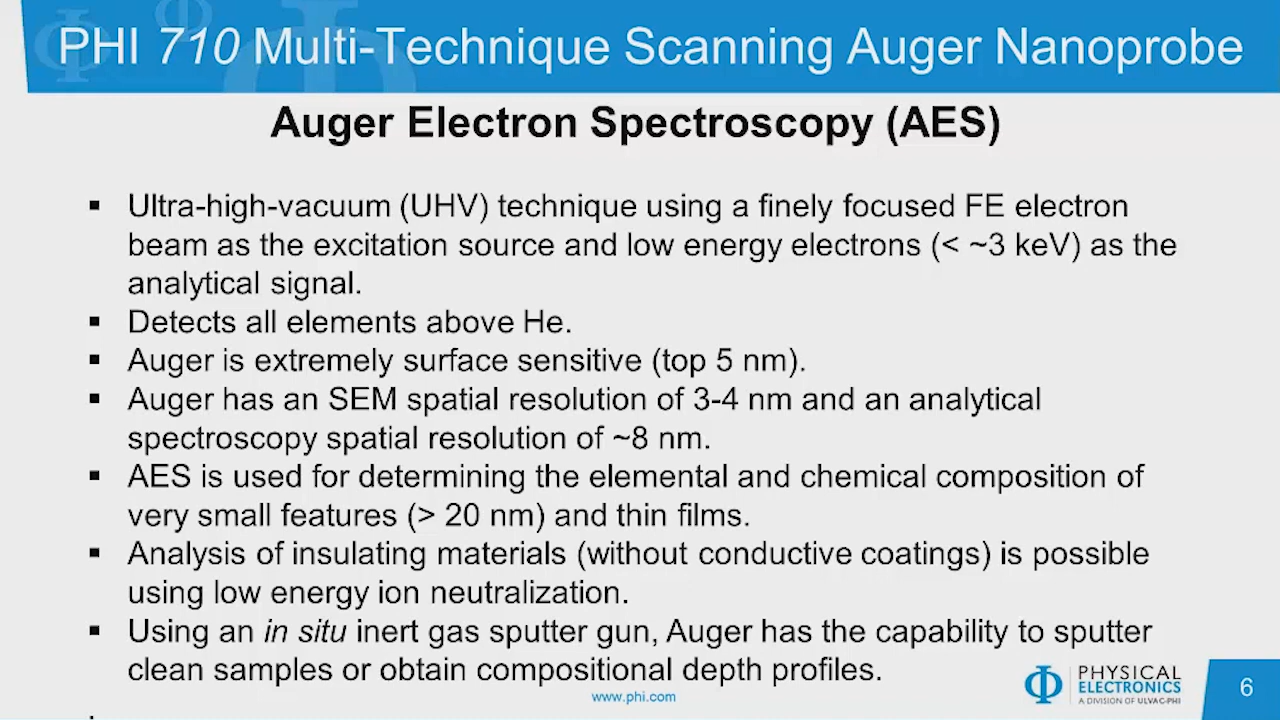 PHI 710 Multi-Technique Scanning Auger Nanoprobe
Auger Electron Spectroscopy (AES)
▪ Ultra-high-vacuum (UHV) technique using a finely focused FE electron
beam as the excitation source and low energy electrons (< ~3 keV) as the
analytical signal.
▪ Detects all elements above He.
▪ Auger is extremely surface sensitive (top 5 nm).
▪ Auger has an SEM spatial resolution of 3-4 nm and an analytical
spectroscopy spatial resolution of ~8 nm.
▪ AES is used for determining the elemental and chemical composition of
very small features (> 20 nm) and thin films.
▪ Analysis of insulating materials (without conductive coatings) is possible
using low energy ion neutralization.
▪ Using an in situ inert gas sputter gun, Auger has the capability to sputter
clean samples or obtain compositional depth profiles.
www.phi.com
PHYSICAL
ELECTRONICS
A DIVISION OF ULVAC-PHI
6